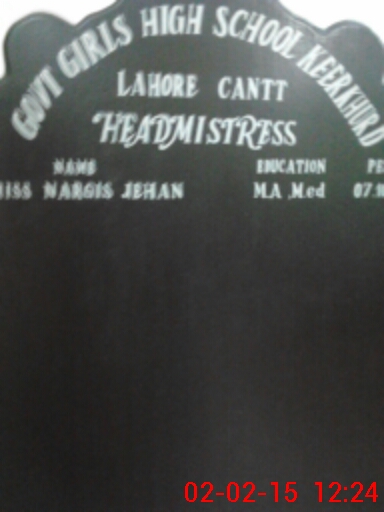 GOVT GIRLS HIGH SCHOOL KEERKHURD
LAHORE CANTT
HEADMISTRESS
NAME EDUCATION
NARGIS JEHAN M.A M.ed
02-02-15 12:24